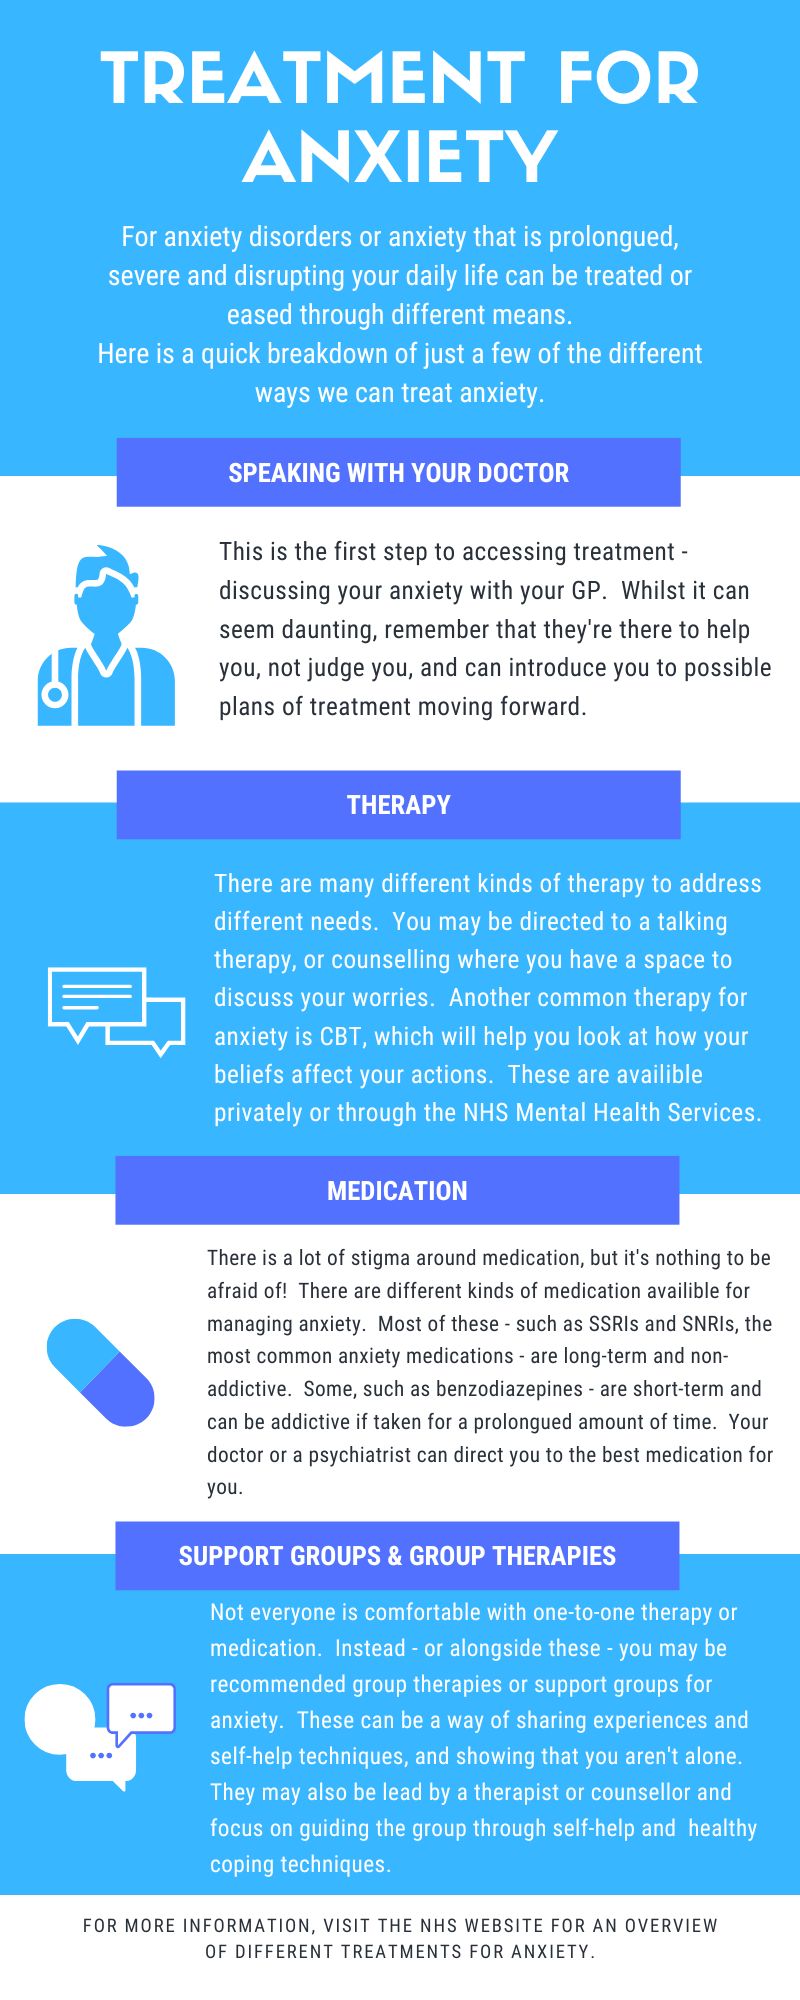 TREATMENT FOR
ANXIETY
For anxiety disorders or anxiety that is prolongued,
severe and disrupting your daily life can be treated or
eased through different means.
Here is a quick breakdown of just a few of the different
ways we can treat anxiety.
SPEAKING WITH YOUR DOCTOR
This is the first step to accessing treatment -
discussing your anxiety with your GP.  Whilst it can
seem daunting, remember that they're there to help
you, not judge you, and can introduce you to possible
plans of treatment moving forward.
THERAPY
There are many different kinds of therapy to address
different needs.  You may be directed to a talking
therapy, or counselling where you have a space to
discuss your worries.  Another common therapy for
anxiety is CBT, which will help you look at how your
beliefs affect your actions.  These are availible
privately or through the NHS Mental Health Services.
MEDICATION
There is a lot of stigma around medication, but it's nothing to be
afraid of!  There are different kinds of medication availible for
managing anxiety.  Most of these - such as SSRIs and SNRIs, the
most common anxiety medications - are long-term and non-
addictive.  Some, such as benzodiazepines - are short-term and
can be addictive if taken for a prolongued amount of time.  Your
doctor or a psychiatrist can direct you to the best medication for
you.
SUPPORT GROUPS & GROUP THERAPIES
Not everyone is comfortable with one-to-one therapy or
medication.  Instead - or alongside these - you may be
recommended group therapies or support groups for
anxiety.  These can be a way of sharing experiences and
self-help techniques, and showing that you aren't alone.
They may also be lead by a therapist or counsellor and
focus on guiding the group through self-help and  healthy
coping techniques.
FOR MORE INFORMATION, VISIT THE NHS WEBSITE FOR AN OVERVIEW
OF DIFFERENT TREATMENTS FOR ANXIETY.